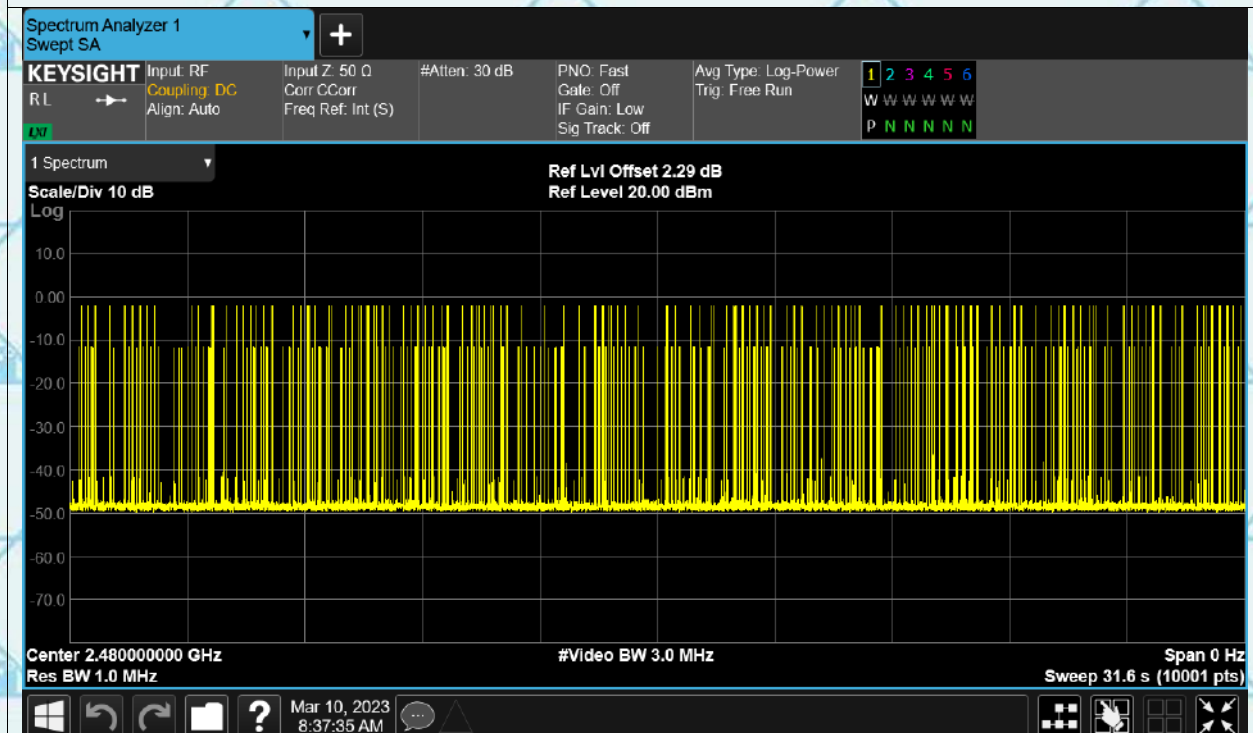 Spectrum Analyzer 1
Swept SA
KEYSIGHT
RL
LXI
Input: RF
Coupling: DC
Align: Auto
Input Z: 50 Ω
Corr CCorr
Freq Ref: Int (S)
#Atten: 30 dB
PNO: Fast
Gate: Off
IF Gain: Low
Sig Track: Off
Avg Type: Log-Power
Trig: Free Run
1 2 3 4 5 6
W W W W W W
P N N N N N
1 Spectrum
Scale/Div 10 dB
Ref Lvl Offset 2.29 dB
Ref Level 20.00 dBm
Log
10.0
0.00
-10.0
-20.0
-30.0
-40.0
-50.0
-60.0
-70.0
Center 2.480000000 GHz
#Video BW 3.0 MHz
Span 0 Hz
Res BW 1.0 MHz
Sweep 31.6 s (10001 pts)
?
Mar 10, 2023
8:37:35 AM